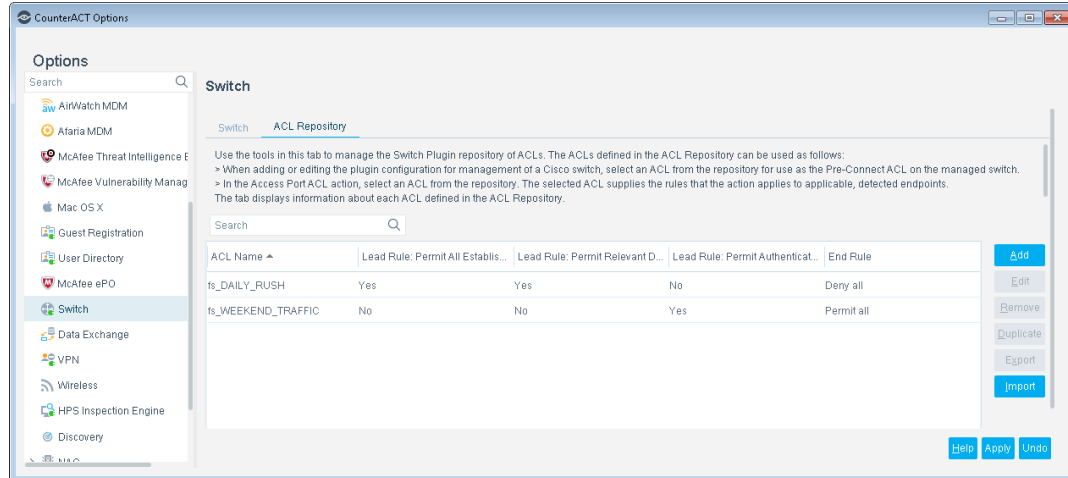 CounterACT Options
Options
Search
AirWatch MDM
Afaria MDM
McAfee Threat Intelligence E
McAfee Vulnerability Manag
Mac OS X
Guest Registration
User Directory
McAfee ePO
Switch
Data Exchange
VPN
Wireless
HPS Inspection Engine
Discovery
NAC
Switch
Switch ACL Repository
Use the tools in this tab to manage the Switch Plugin repository of ACLs. The ACLs defined in the ACL Repository can be used as follows:
> When adding or editing the plugin configuration for management of a Cisco switch, select an ACL from the repository for use as the Pre-Connect ACL on the managed switch.
> In the Access Port ACL action, select an ACL from the repository. The selected ACL supplies the rules that the action applies to applicable, detected endpoints.
The tab displays information about each ACL defined in the ACL Repository.
Search
ACL Name Lead Rule: Permit All Establis... Lead Rule: Permit Relevant D... Lead Rule: Permit Authenticat... End Rule
fs_DAILY_RUSH Yes Yes No Deny all
fs_WEEKEND_TRAFFIC No No Yes Permit all
Add
Edit
Remove
Duplicate
Export
Import
Help Apply Undo